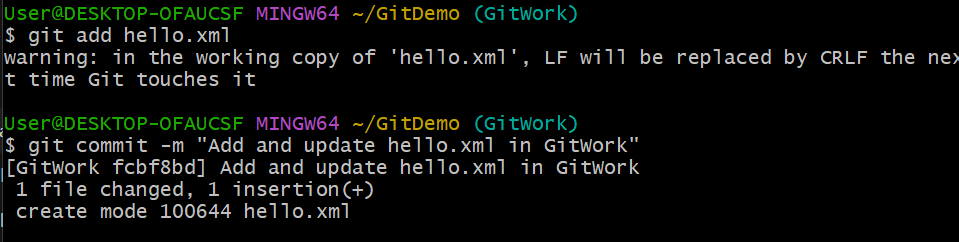 User@DESKTOP-OFAUCSF MINGW64 ~/GitDemo (GitWork)
$ git add hello.xml
warning: in the working copy of 'hello.xml', LF will be replaced by CRLF the nex
t time Git touches it
User@DESKTOP-OFAUCSF MINGW64 ~/GitDemo (GitWork)
$ git commit -m "Add and update hello.xml in GitWork"
[GitWork fcbf8bd] Add and update hello.xml in GitWork
 1 file changed, 1 insertion(+)
 create mode 100644 hello.xml